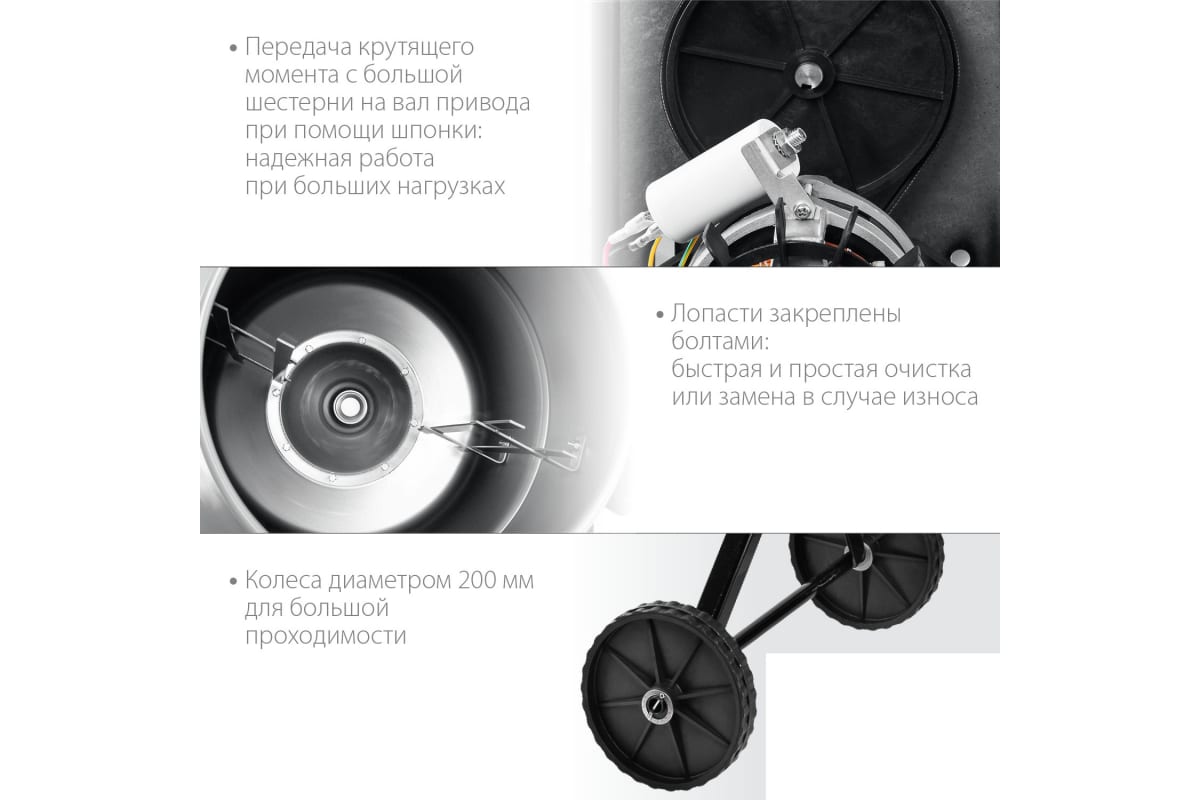 • Передача крутящего
момента с большой
шестерни на вал привода
при помощи шпонки:
надежная работа
при больших нагрузках
• Лопасти закреплены
болтами:
быстрая и простая очистка
или замена в случае износа
• Колеса диаметром 200 мм
для большой
проходимости